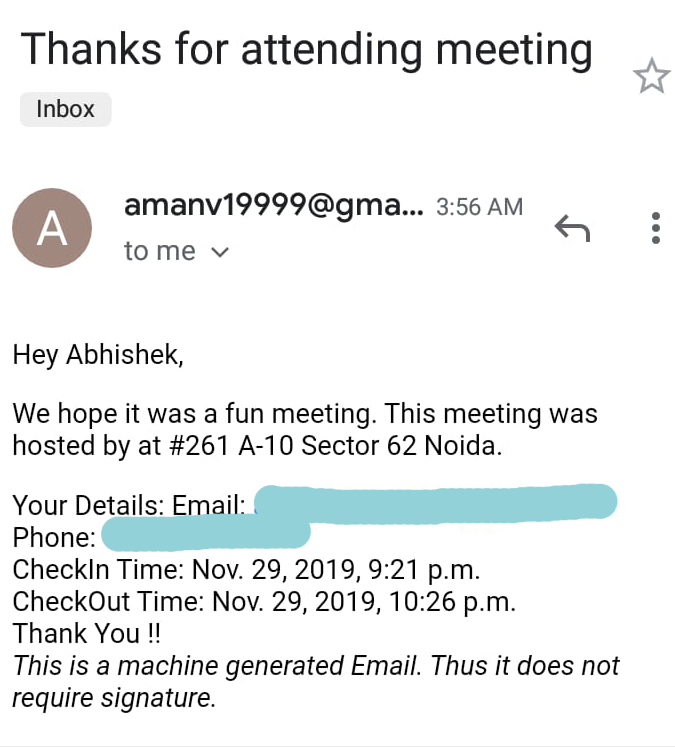 Thanks for attending meeting
Inbox
A
amanv19999@gma... 3:56 AM
to me
Hey Abhishek,
We hope it was a fun meeting. This meeting was
hosted by at #261 A-10 Sector 62 Noida.
Your Details: Email:
Phone:
CheckIn Time: Nov. 29, 2019, 9:21 p.m.
CheckOut Time: Nov. 29, 2019, 10:26 p.m.
Thank You !!
This is a machine generated Email. Thus it does not
require signature.